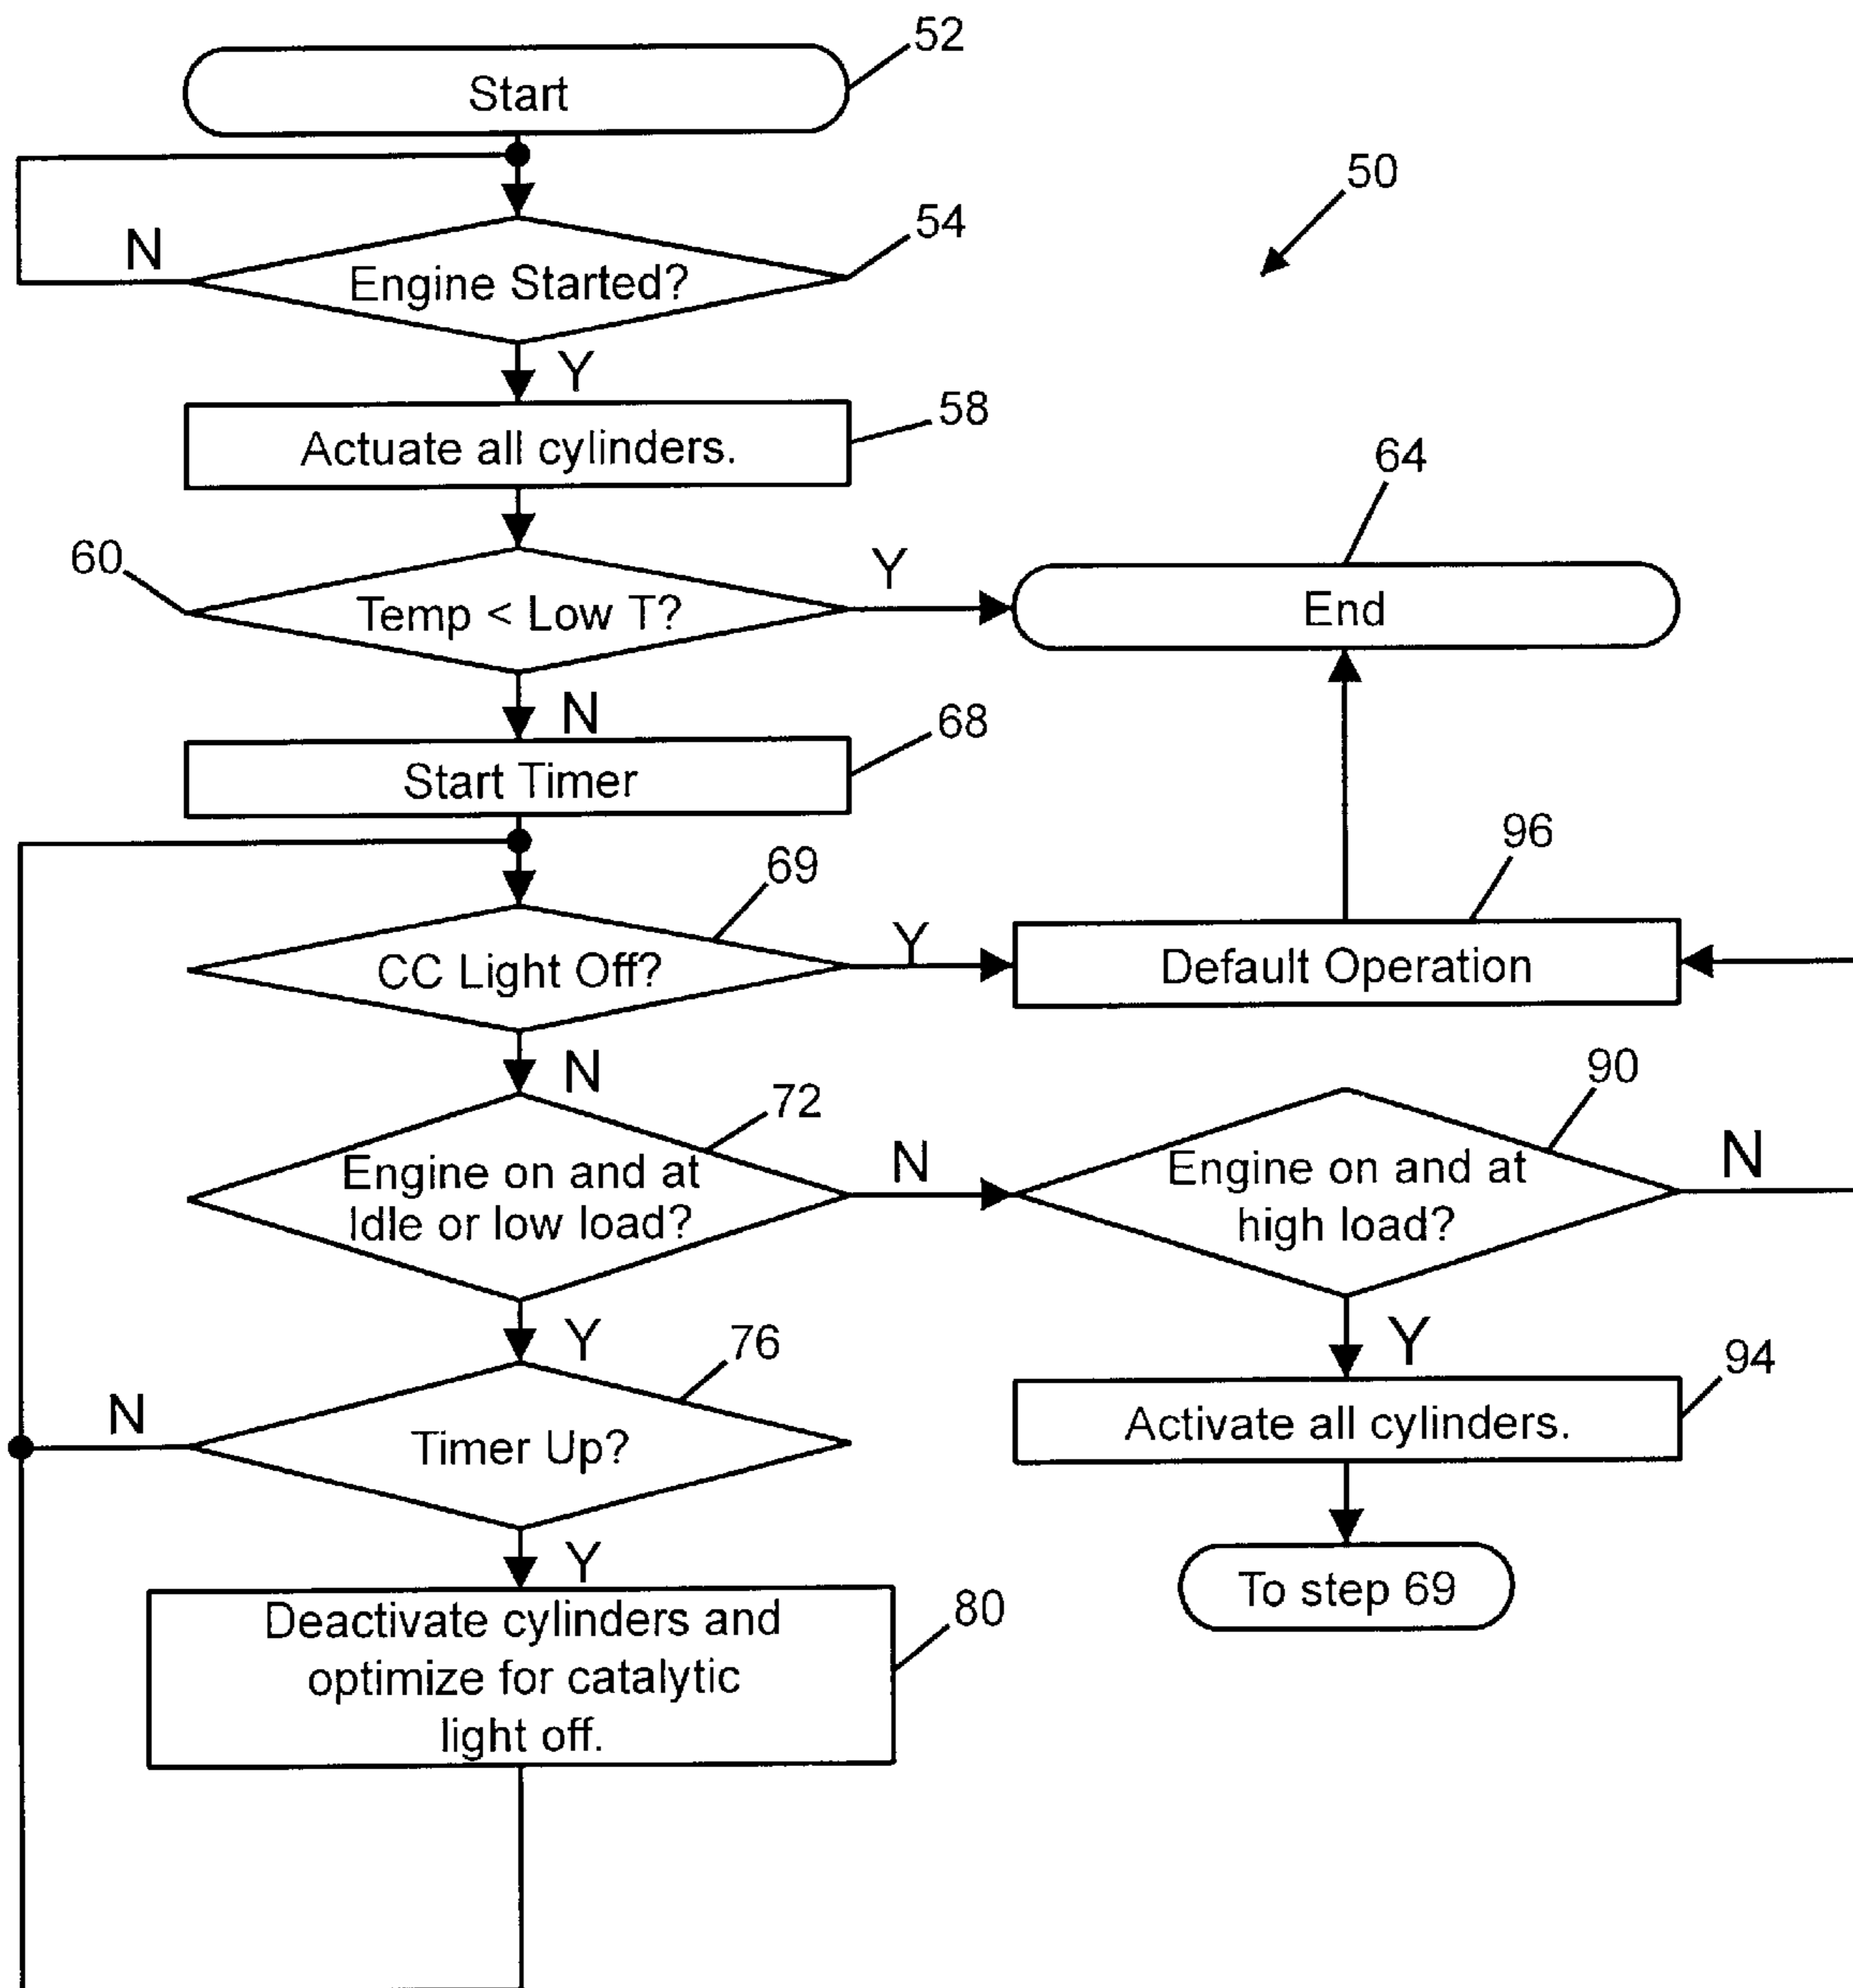 52
Start
50
54
N
Engine Started?
Y
58
Actuate all cylinders.
64
60
Y
Temp < Low T?
End
N
68
Start Timer
96
69
Y
CC Light Off?
Default Operation
N
90
72
N
N
Engine on and at
Idle or low load?
Engine on and at
high load?
Y
76
Y
94
N
Timer Up?
Activate all cylinders.
Y
To step 69
80
Deactivate cylinders and
optimize for catalytic
light off.